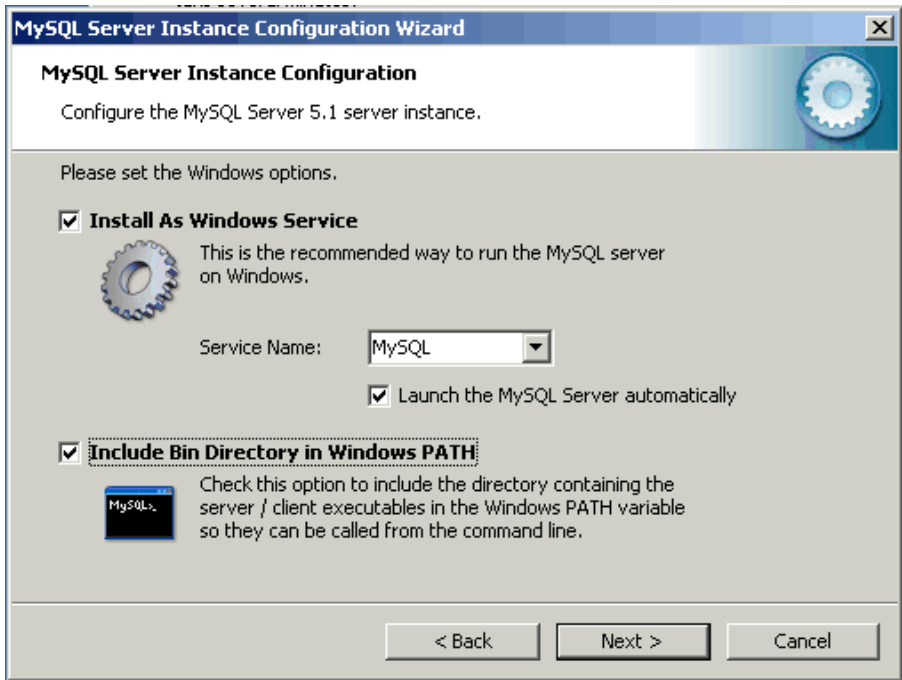 MySQL Server Instance Configuration Wizard
MySQL Server Instance Configuration
Configure the MySQL Server 5.1 server instance.
Please set the Windows options.
Install As Windows Service
This is the recommended way to run the MySQL server
on Windows.
Service Name:
MySQL
Launch the MySQL Server automatically
Include Bin Directory in Windows PATH
Check this option to include the directory containing the
server / client executables in the Windows PATH variable
so they can be called from the command line.
MySQL>_
< Back
Next >
Cancel